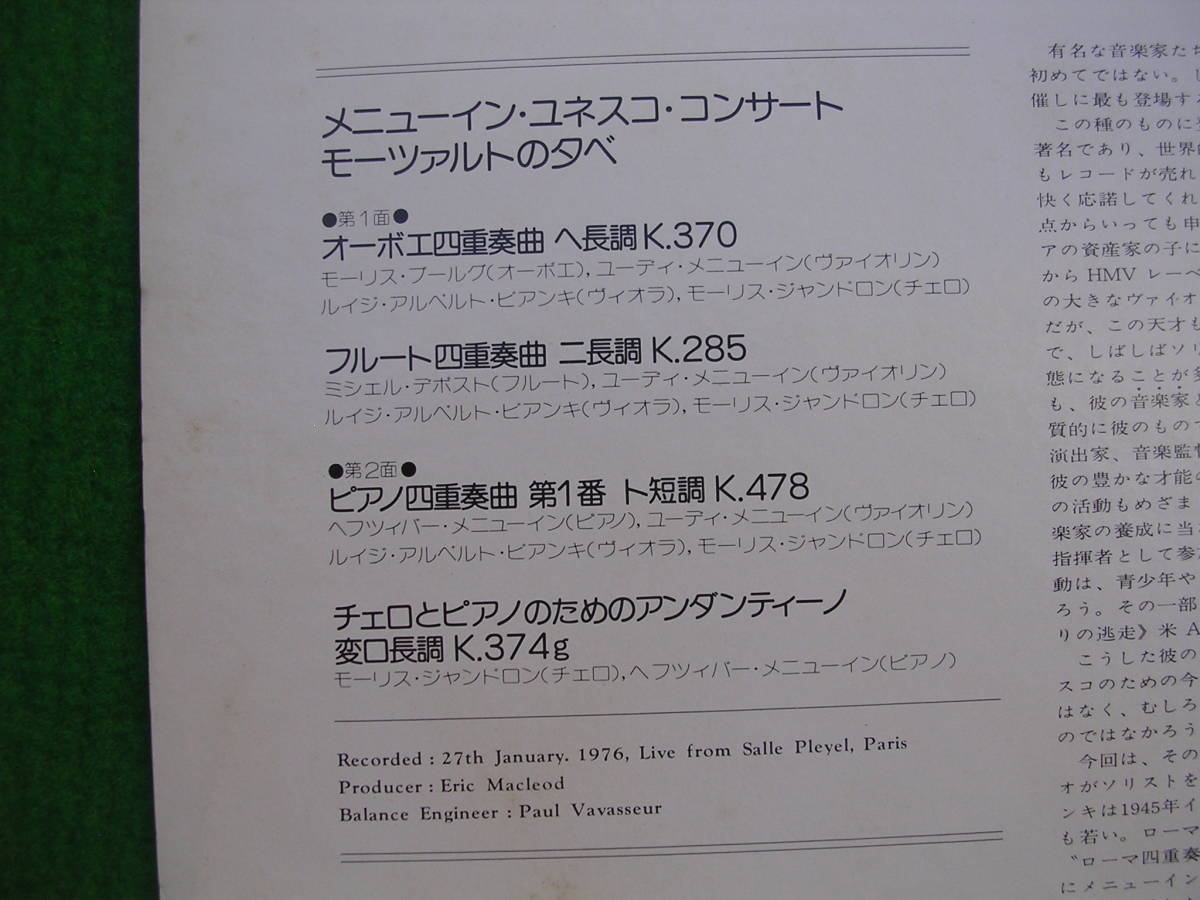 メニューイン・ユネスコ・コンサート
モーツァルトの夕べ
●第1面●
オーボエ四重奏曲 ヘ長調 K.370
モーリス・ブールグ(オーボエ), ユーディ・メニューイン(ヴァイオリン)
ルイジ・アルベルト・ビアンキ(ヴィオラ), モーリス・ジャンドロン(チェロ)
フルート四重奏曲 ニ長調 K.285
ミシェル・デボスト(フルート), ユーディ・メニューイン(ヴァイオリン)
ルイジ・アルベルト・ビアンキ(ヴィオラ), モーリス・ジャンドロン(チェロ)
●第2面●
ピアノ四重奏曲 第1番 ト短調 K.478
ヘフツィバー・メニューイン(ピアノ), ユーディ・メニューイン(ヴァイオリン)
ルイジ・アルベルト・ビアンキ(ヴィオラ), モーリス・ジャンドロン(チェロ)
チェロとピアノのためのアンダンティーノ
変ロ長調 K.374g
モーリス・ジャンドロン(チェロ), ヘフツィバー・メニューイン(ピアノ)
Recorded : 27th January. 1976, Live from Salle Pleyel, Paris
Producer : Eric Macleod
Balance Engineer : Paul Vavasseur
有名な音楽家たち
初めてではない。
催しに最も登場する
この種のものに
著名であり、世界
もレコードが売れ
快く応諾してくれ
点からいっても申
アの資産家の子に
から HMV レーベ
の大きなヴァイオ
だが、この天才も
で、しばしばソリ
態になることが
も、彼の音楽家と
質的に彼のもので
演出家、音楽監督
彼の豊かな才能の
の活動もめざま
楽家の養成に当
指揮者として参
動は、青少年や
ろう。その一部
りの逃走》米 A
こうした彼の
スコのための今
はなく、むしろ
のではなかろう
今回は、その
オがソリストを
ンキは1945年イ
も若い。ローマ
〝ローマ四重奏
にメニューイン